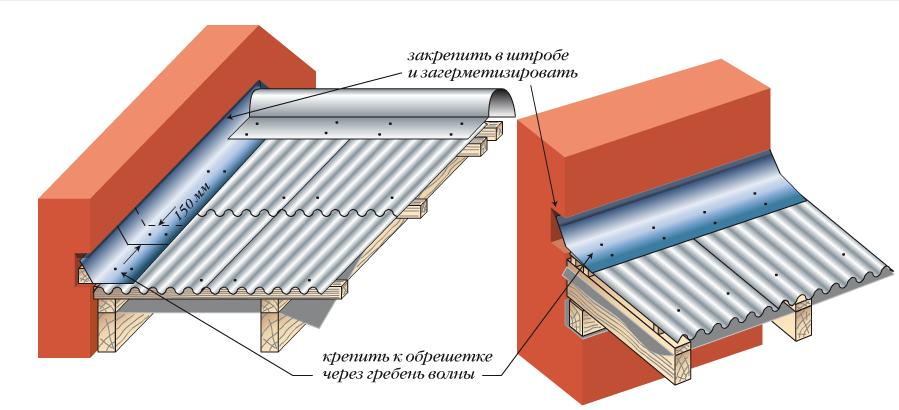 закрепить в штробе
и загерметизировать
150 мм
крепить к обрешетке
через гребень волны